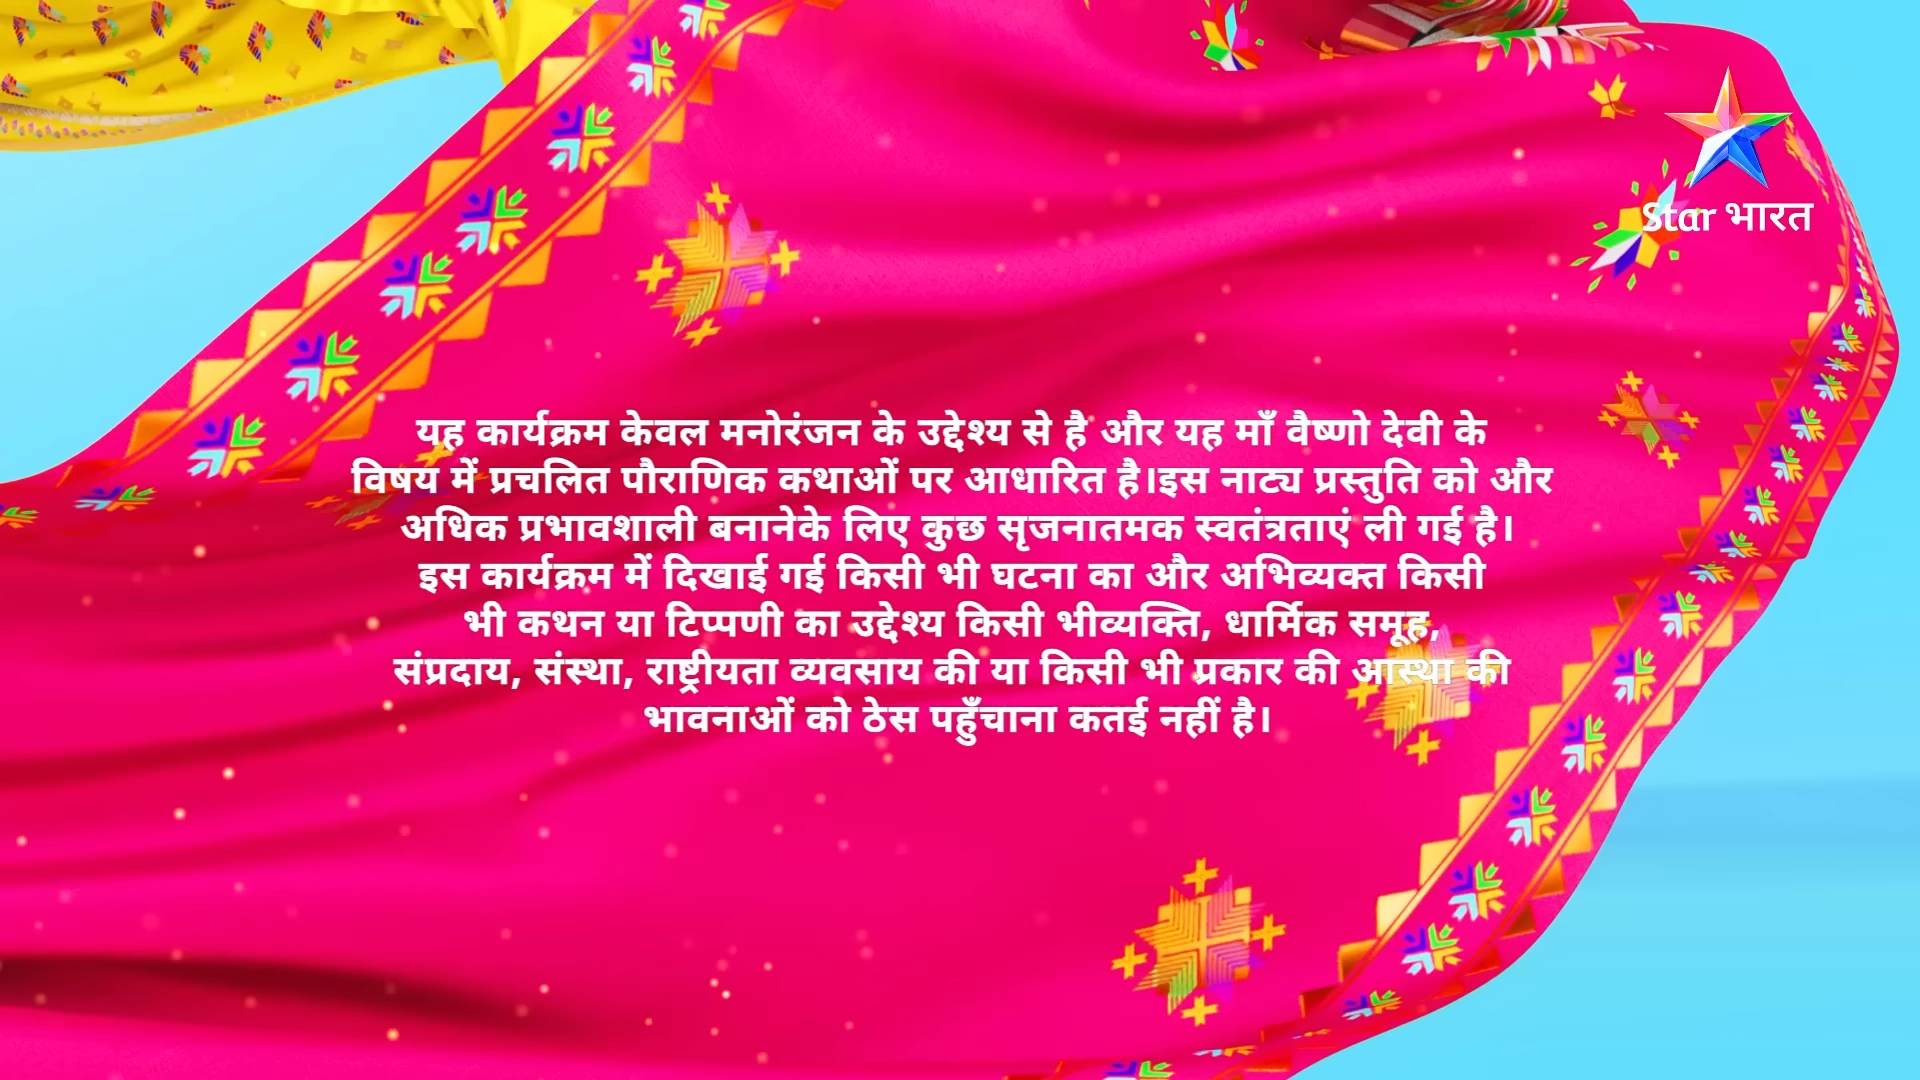 Star भारत
यह कार्यक्रम केवल मनोरंजन के उद्देश्य से है और यह माँ वैष्णो देवी के
विषय में प्रचलित पौराणिक कथाओं पर आधारित है।इस नाट्य प्रस्तुति को और
अधिक प्रभावशाली बनानेके लिए कुछ सृजनातमक स्वतंत्रताएं ली गई है।
इस कार्यक्रम में दिखाई गई किसी भी घटना का और अभिव्यक्त किसी
भी कथन या टिप्पणी का उद्देश्य किसी भीव्यक्ति, धार्मिक समूह,
संप्रदाय, संस्था, राष्ट्रीयता व्यवसाय की या किसी भी प्रकार की आस्था की
भावनाओं को ठेस पहुँचाना कतई नहीं है।